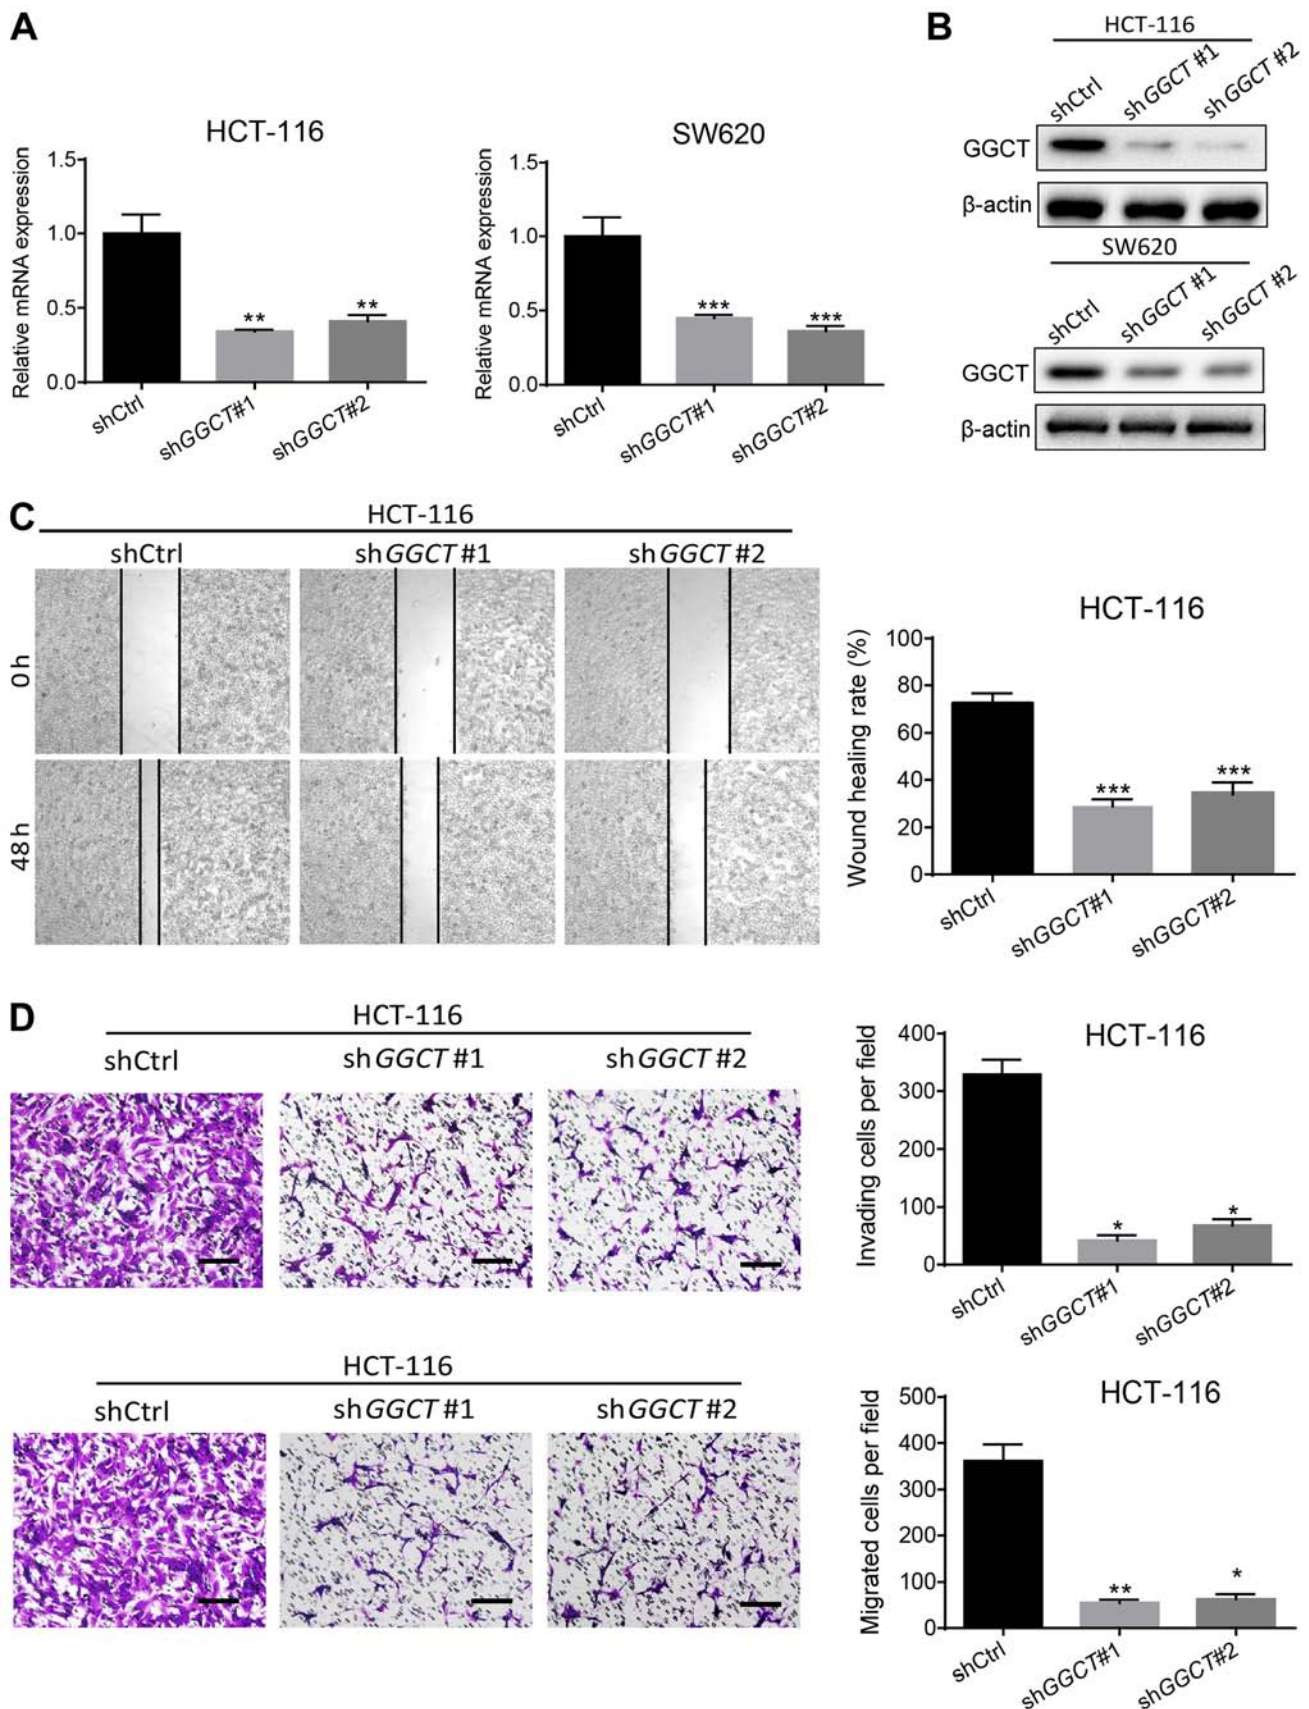 A
HCT-116
Relative mRNA expression
1.5
1.0
0.5
0.0
**
**
shCtrl
shGGCT#1
shGGCT#2
SW620
Relative mRNA expression
1.5
1.0
0.5
0.0
***
***
shCtrl
shGGCT#1
shGGCT#2
B
HCT-116
shCtrl
shGGCT #1
shGGCT #2
GGCT
β-actin
SW620
shCtrl
shGGCT #1
shGGCT #2
GGCT
β-actin
C
HCT-116
shCtrl
shGGCT #1
shGGCT #2
0h
48h
HCT-116
Wound healing rate (%)
100
80
60
40
20
0
***
***
shCtrl
shGGCT#1
shGGCT#2
D
HCT-116
shCtrl
shGGCT #1
shGGCT #2
HCT-116
Invading cells per field
400
300
200
100
0
*
*
shCtrl
shGGCT#1
shGGCT#2
HCT-116
shCtrl
shGGCT #1
shGGCT #2
HCT-116
Migrated cells per field
500
400
300
200
100
0
**
*
shCtrl
shGGCT#1
shGGCT#2